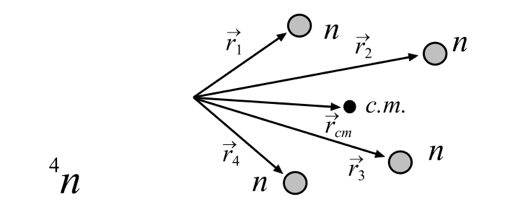 r⃗₁ n
r⃗₂ n
c.m.
r⃗cm
r⃗₄ r⃗₃ n
⁴n n